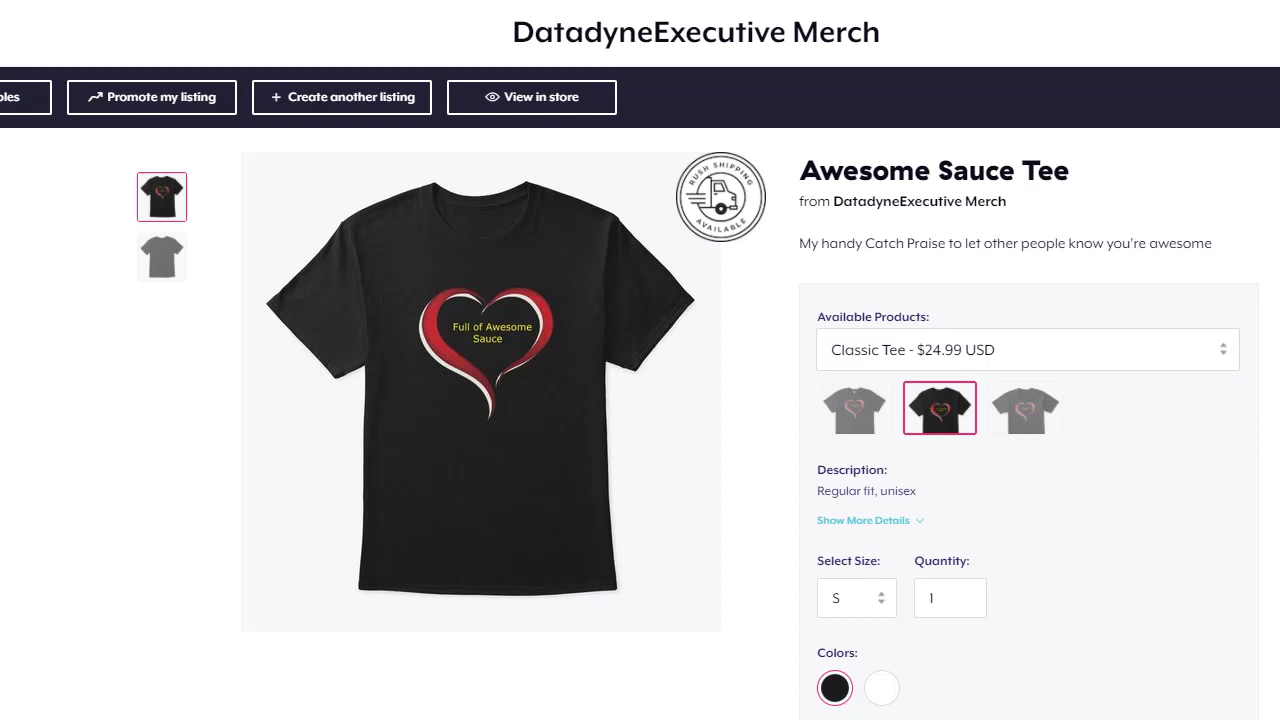 DatadyneExecutive Merch
ples
Promote my listing
+ Create another listing
View in store
RUSH SHIPPING
AVAILABLE
Full of Awesome
Sauce
Awesome Sauce Tee
from DatadyneExecutive Merch
My handy Catch Praise to let other people know you're awesome
Available Products:
Classic Tee - $24.99 USD
Description:
Regular fit, unisex
Show More Details
Select Size:
Quantity:
S
1
Colors: